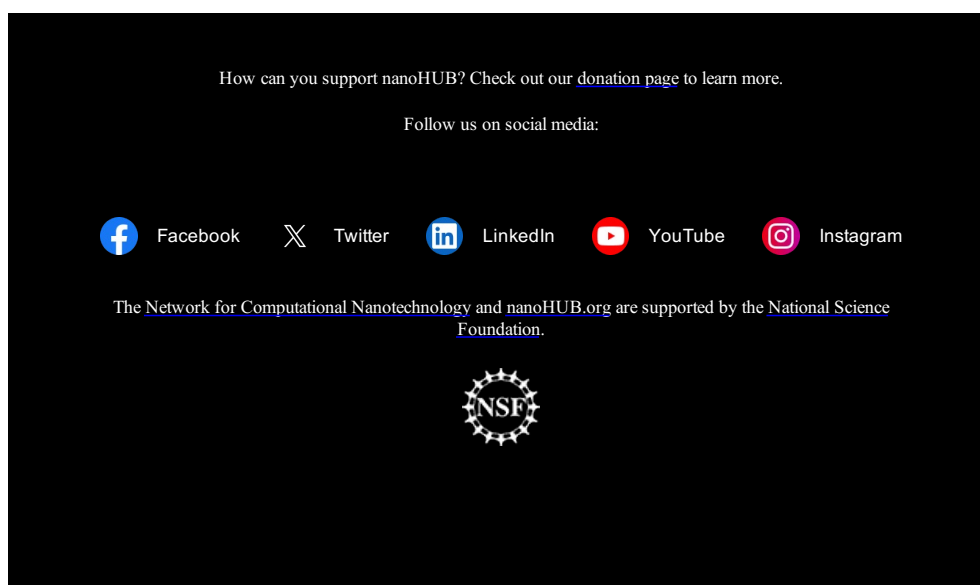 How can you support nanoHUB? Check out our donation page to learn more.
Follow us on social media:
Facebook Twitter LinkedIn YouTube Instagram
The Network for Computational Nanotechnology and nanoHUB.org are supported by the National Science
Foundation.
NSF